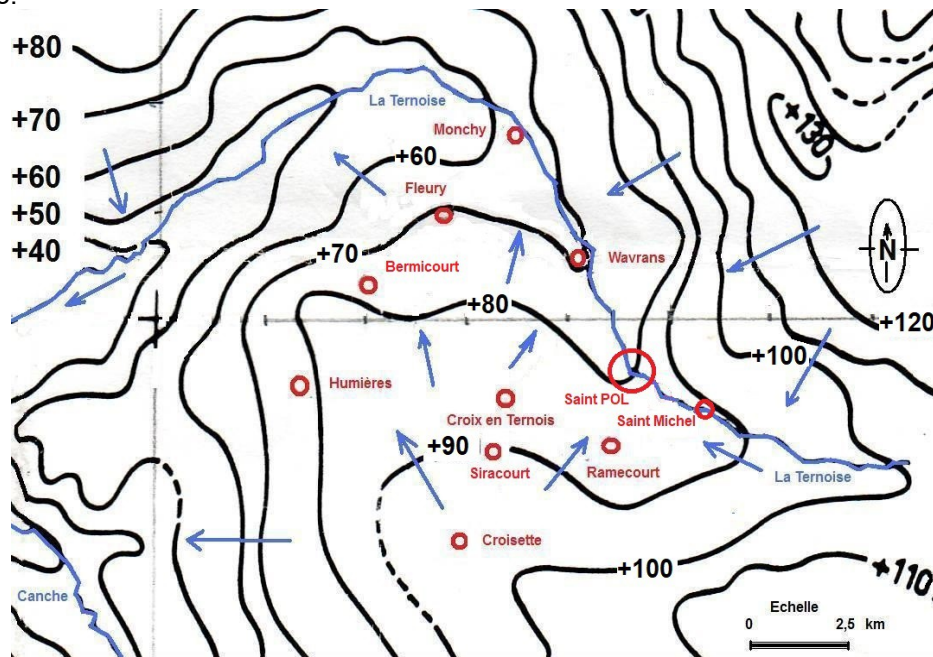 +80
+70
+60
+50
+40
La Ternoise
Monchy
+60
Fleury
+130
N
Wavrans
+70
Bermicourt
+80
+120
+100
Humières
Saint POL
Saint Michel
Croix en Ternois
+90
Siracourt
Ramecourt
La Ternoise
Croisette
+100
+110
Canche
Echelle
0 2,5 km